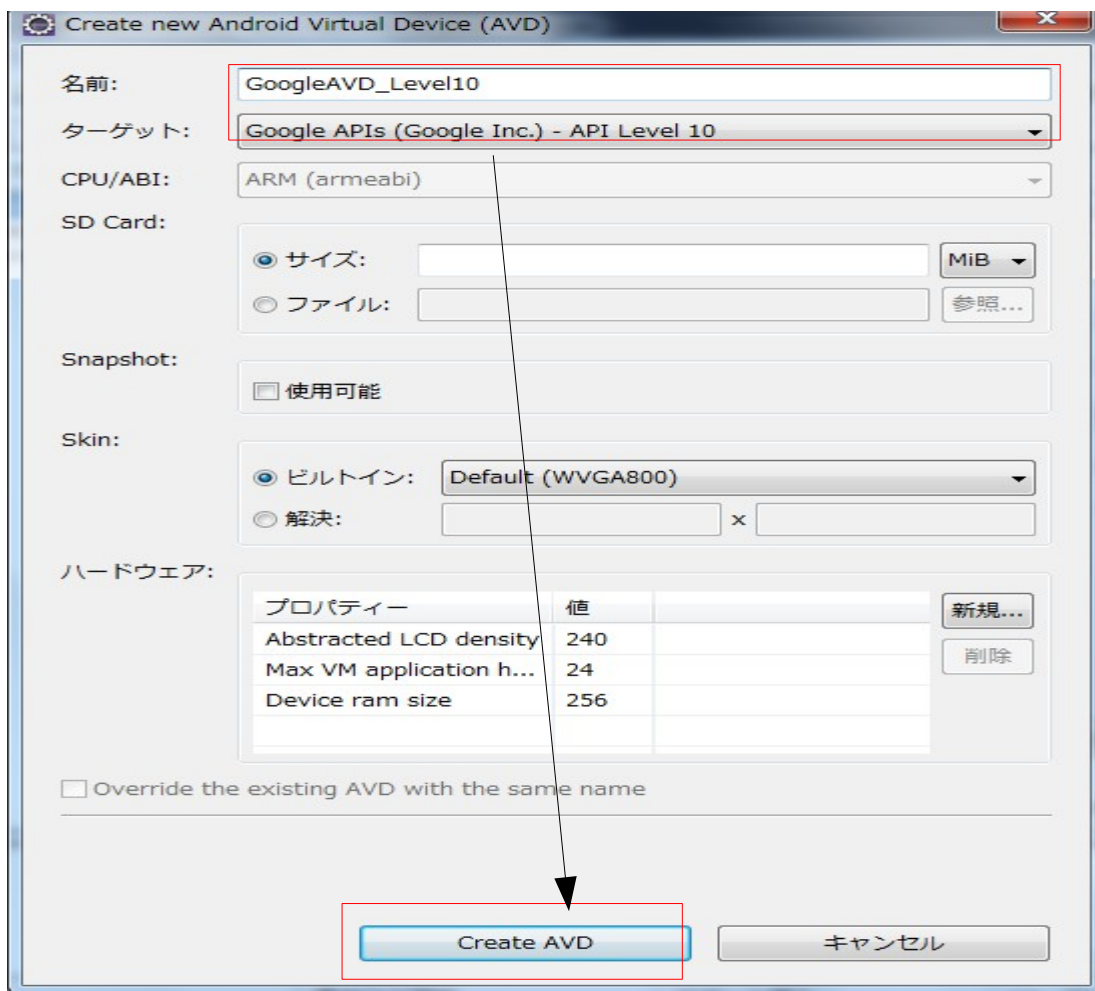 Create new Android Virtual Device (AVD)
名前: GoogleAVD_Level10
ターゲット: Google APIs (Google Inc.) - API Level 10
CPU/ABI: ARM (armeabi)
SD Card:
サイズ: MiB
ファイル: 参照...
Snapshot:
使用可能
Skin:
ビルトイン: Default (WVGA800)
解決: x
ハードウェア:
プロパティー 値 新規...
Abstracted LCD density 240
削除
Max VM application h... 24
Device ram size 256
Override the existing AVD with the same name
Create AVD キャンセル